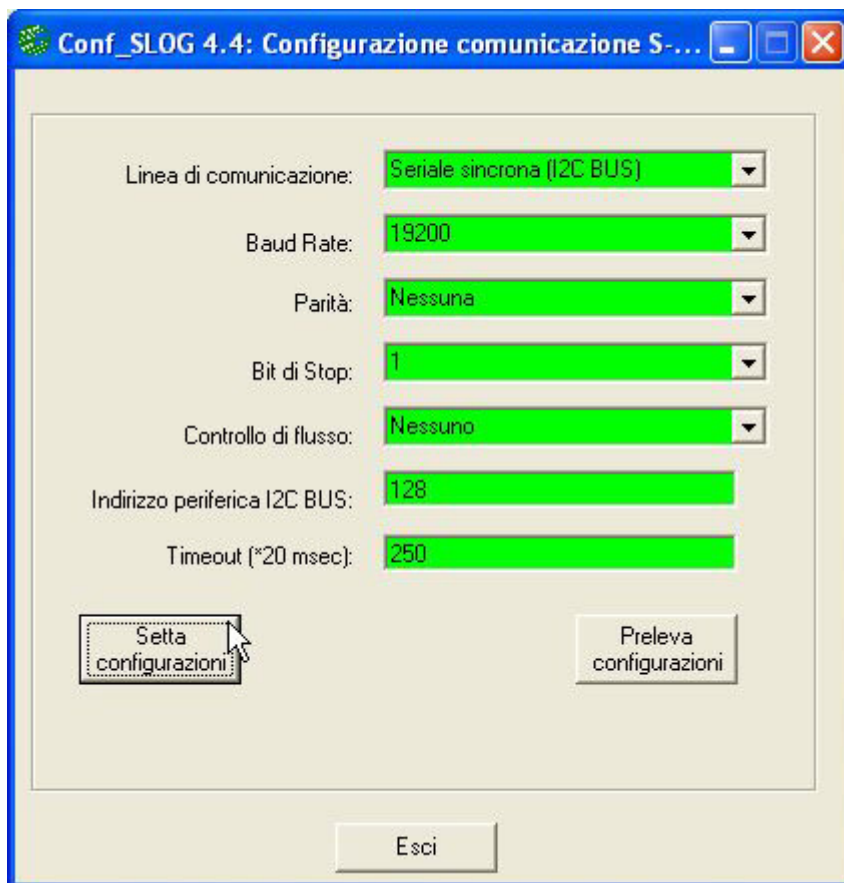 Conf_SLOG 4.4: Configurazione comunicazione S-...
Linea di comunicazione: Seriale sincrona (I2C BUS)
Baud Rate: 19200
Parità: Nessuna
Bit di Stop: 1
Controllo di flusso: Nessuno
Indirizzo periferica I2C BUS: 128
Timeout (*20 msec): 250
Setta
configurazioni
Preleva
configurazioni
Esci